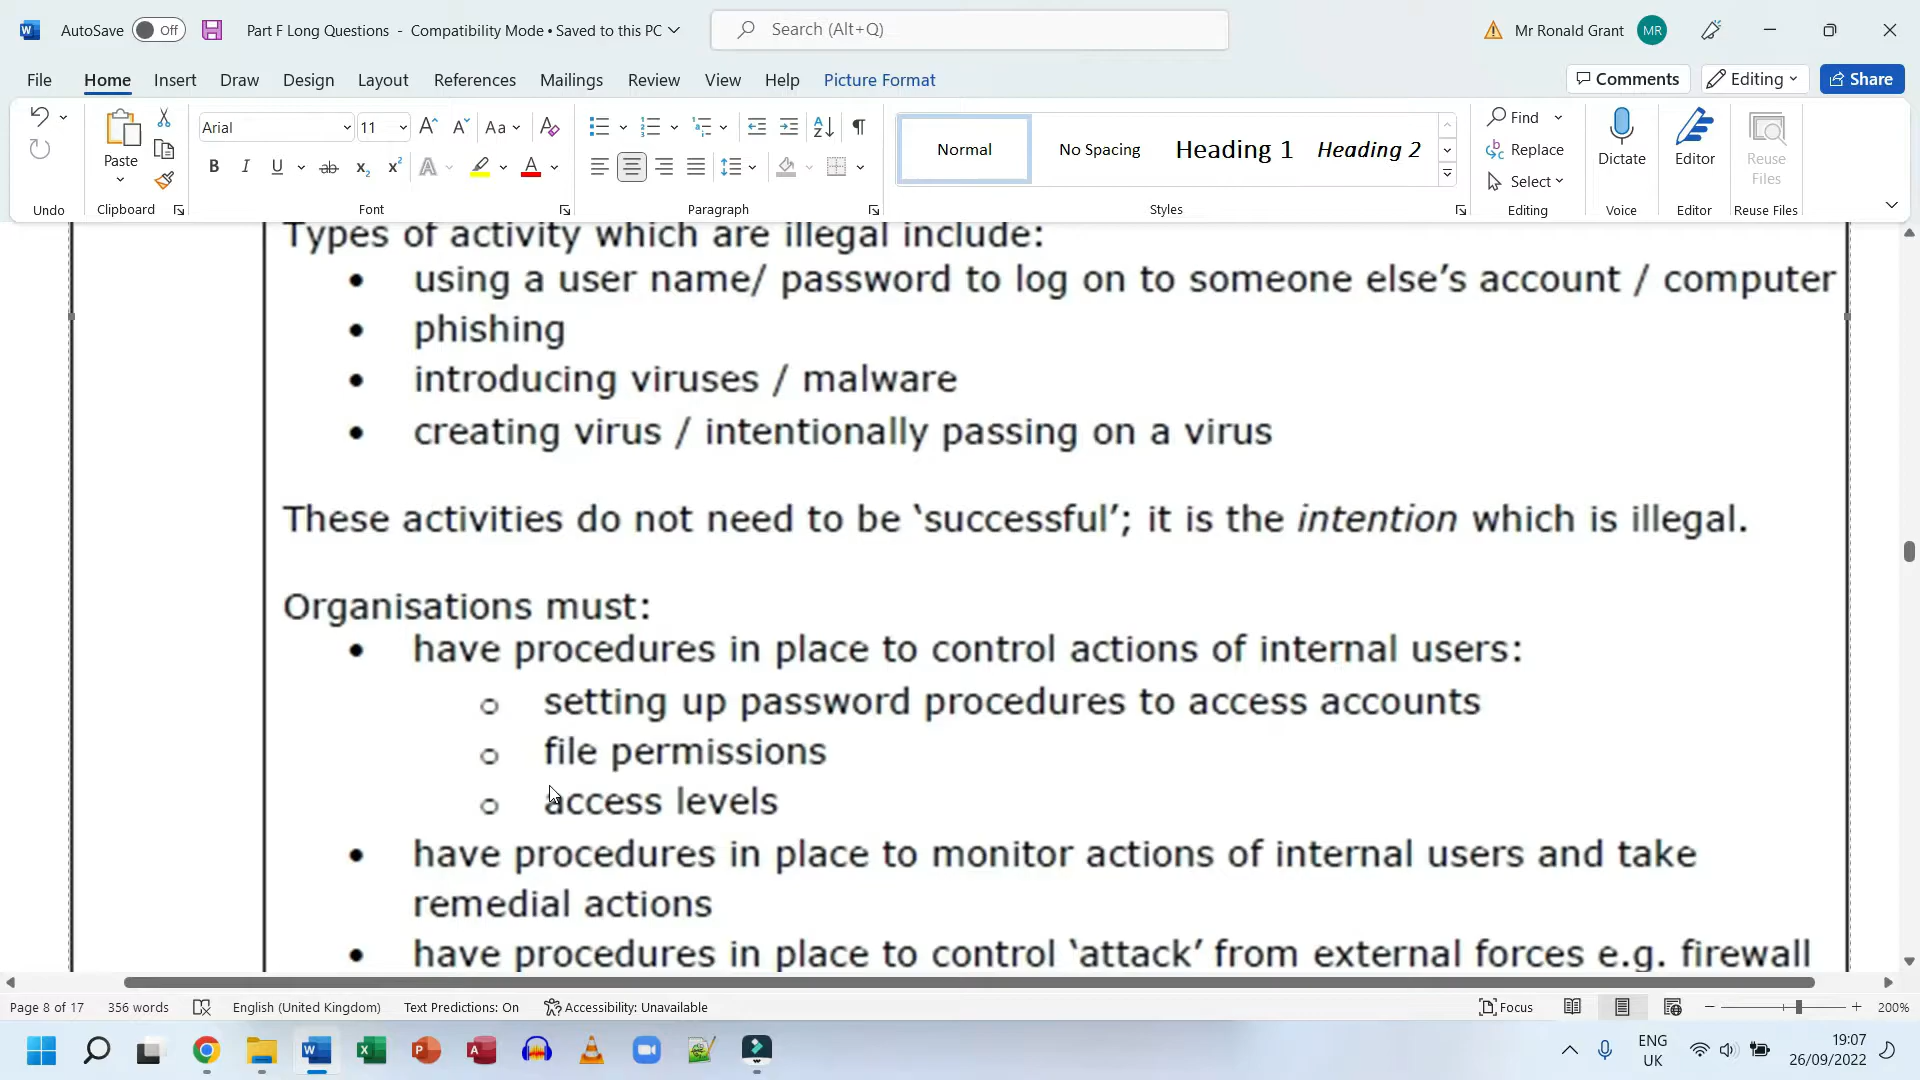 AutoSave Off Part F Long Questions - Compatibility Mode • Saved to this PC Search (Alt+Q) Mr Ronald Grant MR
File Home Insert Draw Design Layout References Mailings Review View Help Picture Format Comments Editing Share
Arial 11 Aa
Paste
B I U ab x₂ x² A A
Normal No Spacing Heading 1 Heading 2
Find
Replace
Select
Dictate Editor Reuse Files
Undo Clipboard Font Paragraph Styles Editing Voice Editor Reuse Files
Types of activity which are illegal include:
• using a user name/ password to log on to someone else’s account / computer
• phishing
• introducing viruses / malware
• creating virus / intentionally passing on a virus
These activities do not need to be ‘successful’; it is the intention which is illegal.
Organisations must:
• have procedures in place to control actions of internal users:
o setting up password procedures to access accounts
o file permissions
o access levels
• have procedures in place to monitor actions of internal users and take
remedial actions
• have procedures in place to control ‘attack’ from external forces e.g. firewall
Page 8 of 17 356 words English (United Kingdom) Text Predictions: On Accessibility: Unavailable Focus 200%
ENG
UK
19:07
26/09/2022